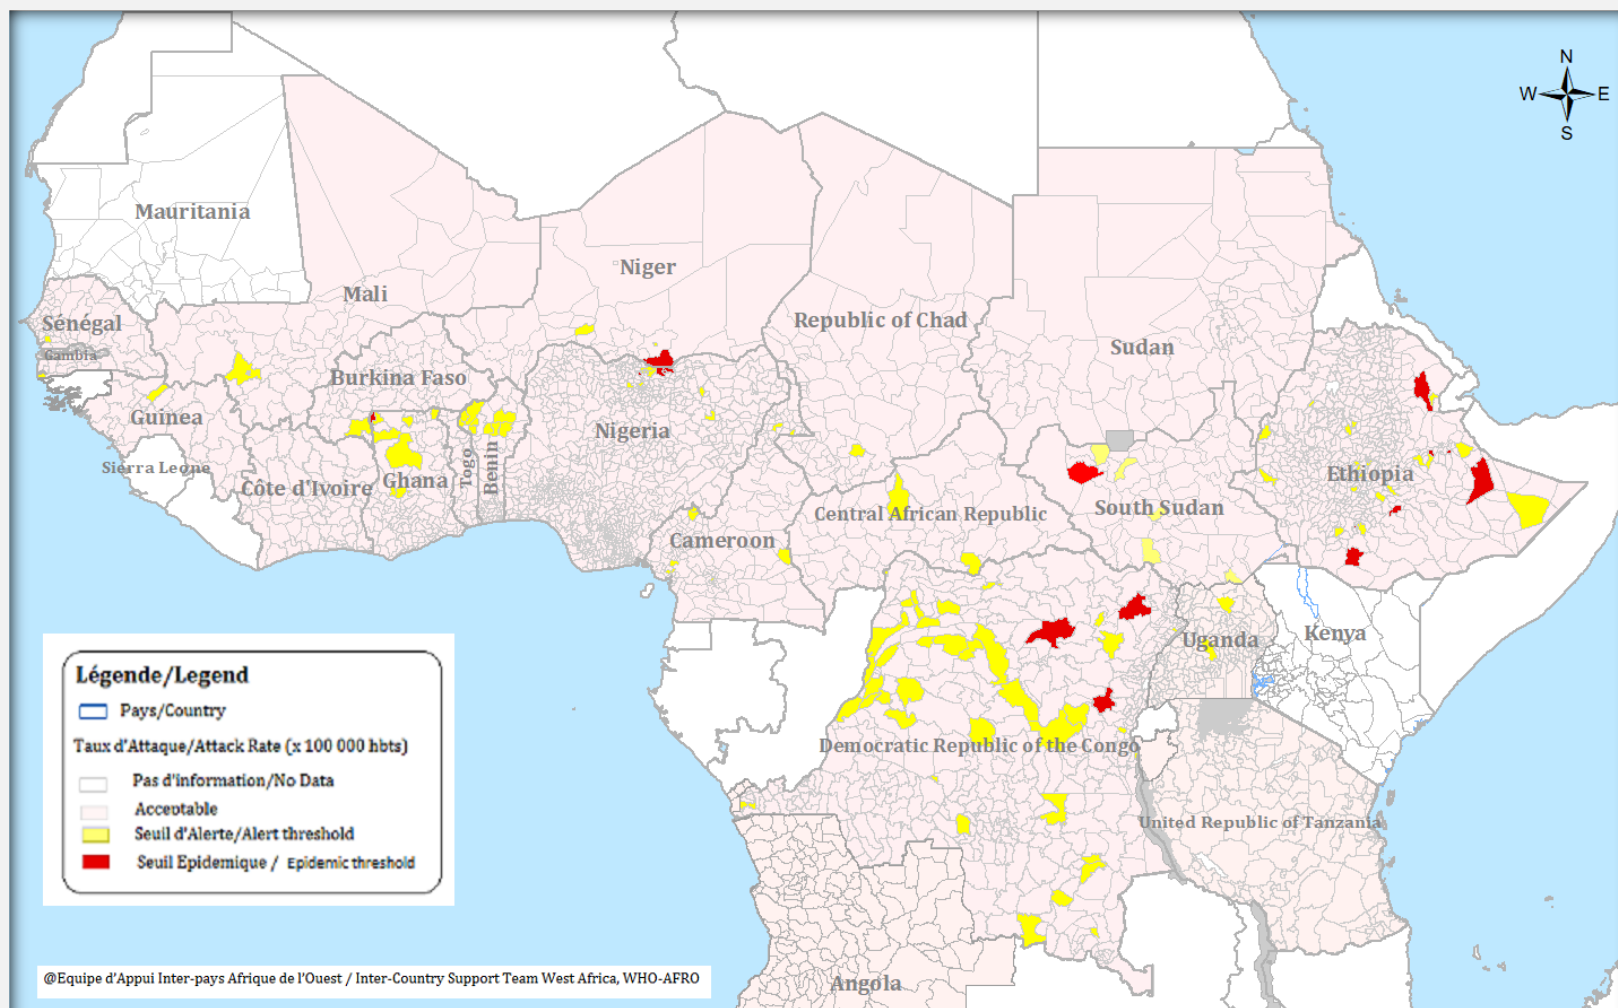 N
W E
S
Mauritania
Niger
Mali
Republic of Chad
Sénégal
Sudan
Gambia
Burkina Faso
Guinea
Nigeria
Sierra Leone
Togo
Benin
Ethiopia
Côte d'Ivoire
Ghana
South Sudan
Central African Republic
Cameroon
Uganda
Kenya
Democratic Republic of the Congo
United Republic of Tanzania
Angola
Légende/Legend
Pays/Country
Taux d'Attaque/Attack Rate (x 100 000 hbts)
Pas d'information/No Data
Acceptable
Seuil d'Alerte/Alert threshold
Seuil Epidemique / Epidemic threshold
@Equipe d'Appui Inter-pays Afrique de l'Ouest / Inter-Country Support Team West Africa, WHO-AFRO